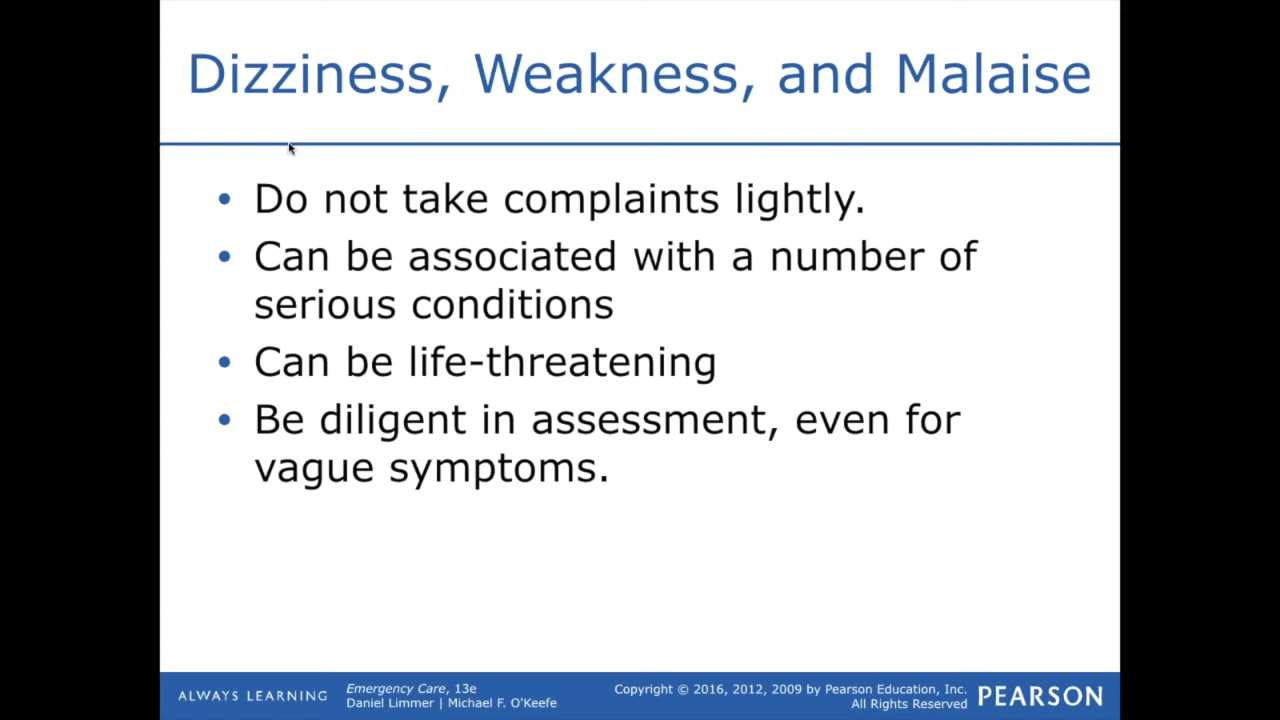 Dizziness, Weakness, and Malaise
• Do not take complaints lightly.
• Can be associated with a number of
serious conditions
• Can be life-threatening
• Be diligent in assessment, even for
vague symptoms.
ALWAYS LEARNING
Emergency Care, 13e
Daniel Limmer | Michael F. O'Keefe
Copyright © 2016, 2012, 2009 by Pearson Education, Inc.
All Rights Reserved
PEARSON